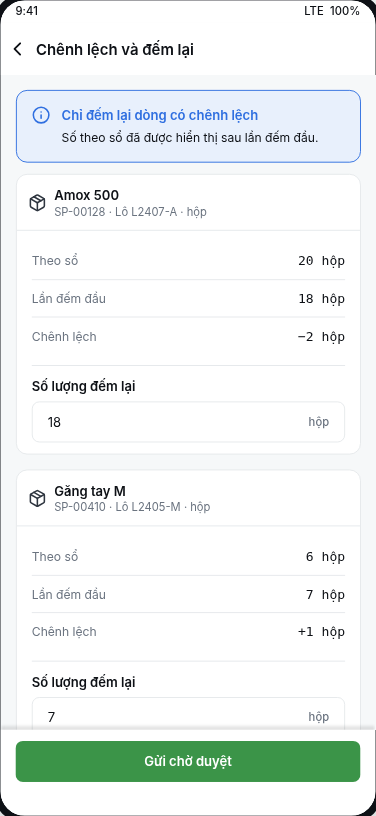 9:41
LTE 100%
Chênh lệch và đếm lại
Chỉ đếm lại dòng có chênh lệch
Số theo sổ đã được hiển thị sau lần đếm đầu.
Amox 500
SP-00128 · Lô L2407-A · hộp
Theo sổ
20 hộp
Lần đếm đầu
18 hộp
Chênh lệch
−2 hộp
Số lượng đếm lại
18
hộp
Găng tay M
SP-00410 · Lô L2405-M · hộp
Theo sổ
6 hộp
Lần đếm đầu
7 hộp
Chênh lệch
+1 hộp
Số lượng đếm lại
7
hộp
Gửi chờ duyệt